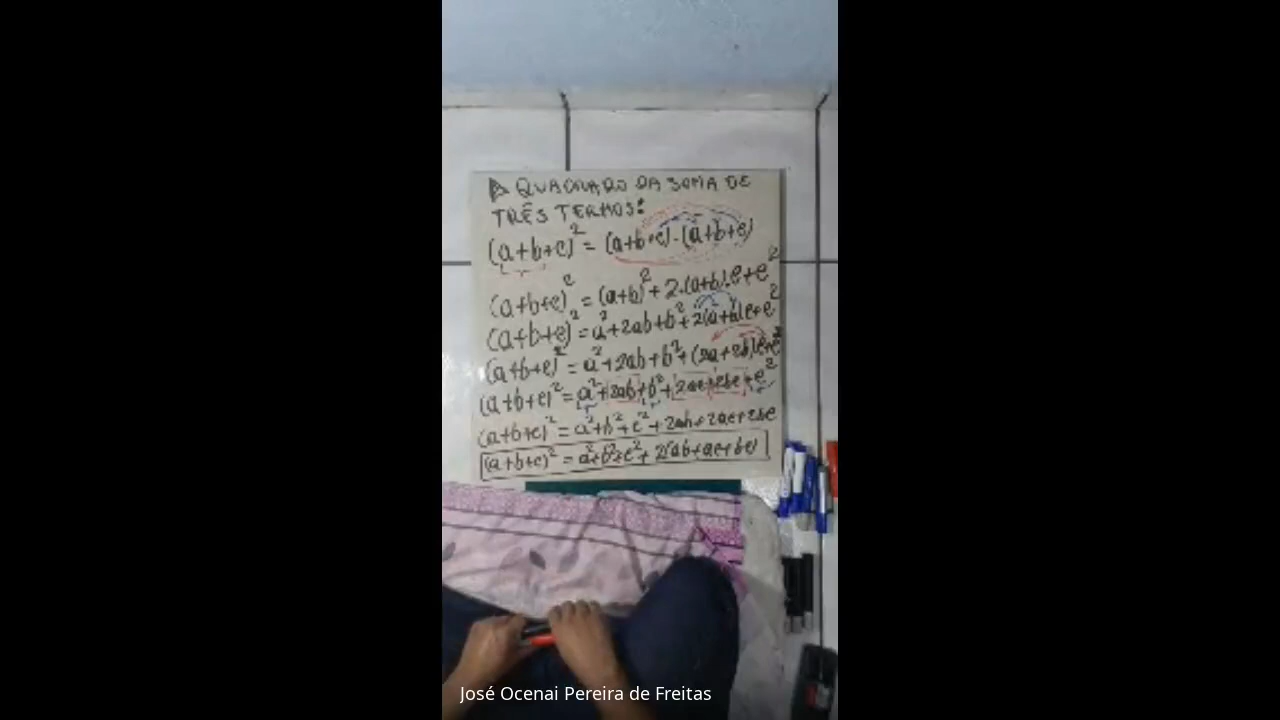 QUADRADO DA SOMA DE
TRÊS TERMOS:
(a+b+c)² = (a+b+c)·(a+b+c)
(a+b+c)² = (a+b)² + 2·(a+b)·c+c²
(a+b+c)² = a²+2ab+b²+2(a+b)c+c²
(a+b+c)² = a²+2ab+b²+(2a+2b)c+c²
(a+b+c)² = a²+2ab+b²+2ac+2bc+c²
(a+b+c)² = a²+b²+c²+2ab+2ac+2bc
(a+b+c)² = a²+b²+c²+2(ab+ac+bc)
José Ocenai Pereira de Freitas